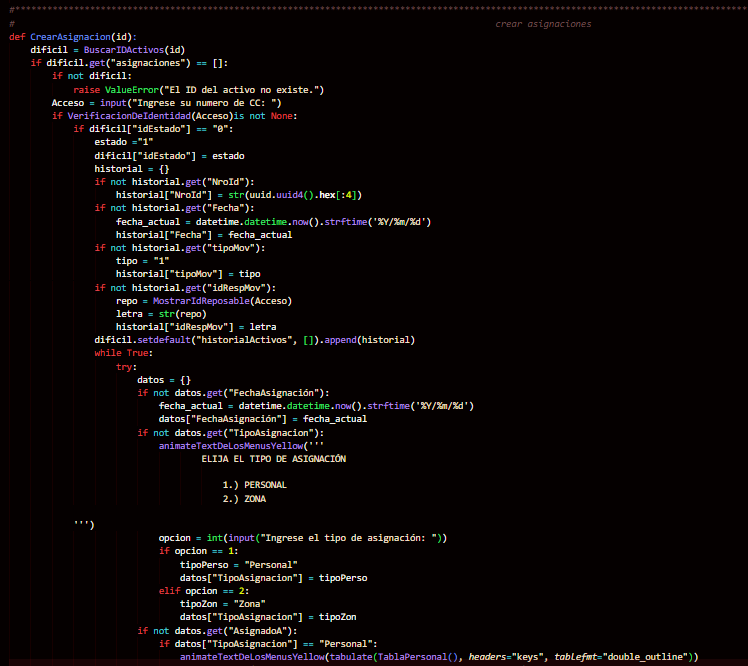 #******************************************************************************************************************************************
# crear asignaciones
def CrearAsignacion(id):
    dificil = BuscarIDActivos(id)
    if dificil.get("asignaciones") == []:
        if not dificil:
            raise ValueError("El ID del activo no existe.")
        Acceso = input("Ingrese su numero de CC: ")
        if VerificacionDeIdentidad(Acceso)is not None:
            if dificil["idEstado"] == "0":
                estado ="1"
                dificil["idEstado"] = estado
                historial = {}
                if not historial.get("NroId"):
                    historial["NroId"] = str(uuid.uuid4().hex[:4])
                if not historial.get("Fecha"):
                    fecha_actual = datetime.datetime.now().strftime('%Y/%m/%d')
                    historial["Fecha"] = fecha_actual
                if not historial.get("tipoMov"):
                    tipo = "1"
                    historial["tipoMov"] = tipo
                if not historial.get("idRespMov"):
                    repo = MostrarIdReposable(Acceso)
                    letra = str(repo)
                    historial["idRespMov"] = letra
                dificil.setdefault("historialActivos", []).append(historial)
                while True:
                    try:
                        datos = {}
                        if not datos.get("FechaAsignación"):
                            fecha_actual = datetime.datetime.now().strftime('%Y/%m/%d')
                            datos["FechaAsignación"] = fecha_actual
                        if not datos.get("TipoAsignacion"):
                            animateTextDeLosMenusYellow('''
                                    ELIJA EL TIPO DE ASIGNACIÓN
                                        1.) PERSONAL
                                        2.) ZONA
            ''')
                            opcion = int(input("Ingrese el tipo de asignación: "))
                            if opcion == 1:
                                tipoPerso = "Personal"
                                datos["TipoAsignacion"] = tipoPerso
                            elif opcion == 2:
                                tipoZon = "Zona"
                                datos["TipoAsignacion"] = tipoZon
                        if not datos.get("AsignadoA"):
                            if datos["TipoAsignacion"] == "Personal":
                                animateTextDeLosMenusYellow(tabulate(TablaPersonal(), headers="keys", tablefmt="double_outline"))